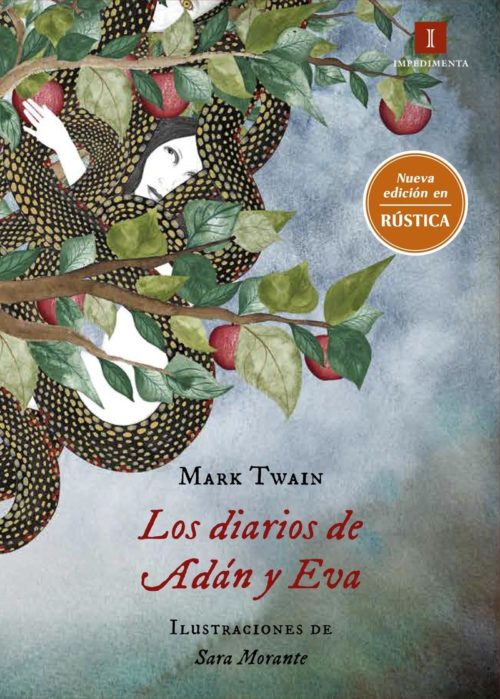 I
IMPEDIMENTA
Nueva
edición en
RÚSTICA
MARK TWAIN
Los diarios de
Adán y Eva
ILUSTRACIONES DE
Sara Morante